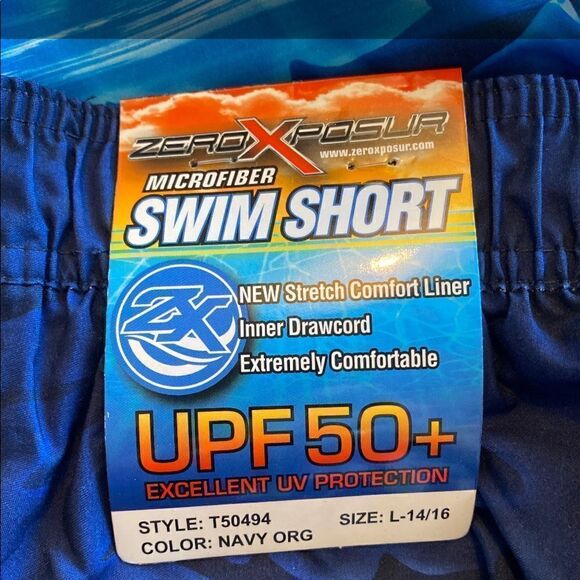 ZEROXPOSUR
www.zeroxposur.com
MICROFIBER
SWIM SHORT
ZX
NEW Stretch Comfort Liner
Inner Drawcord
Extremely Comfortable
UPF 50+
EXCELLENT UV PROTECTION
STYLE: T50494 SIZE: L-14/16
COLOR: NAVY ORG